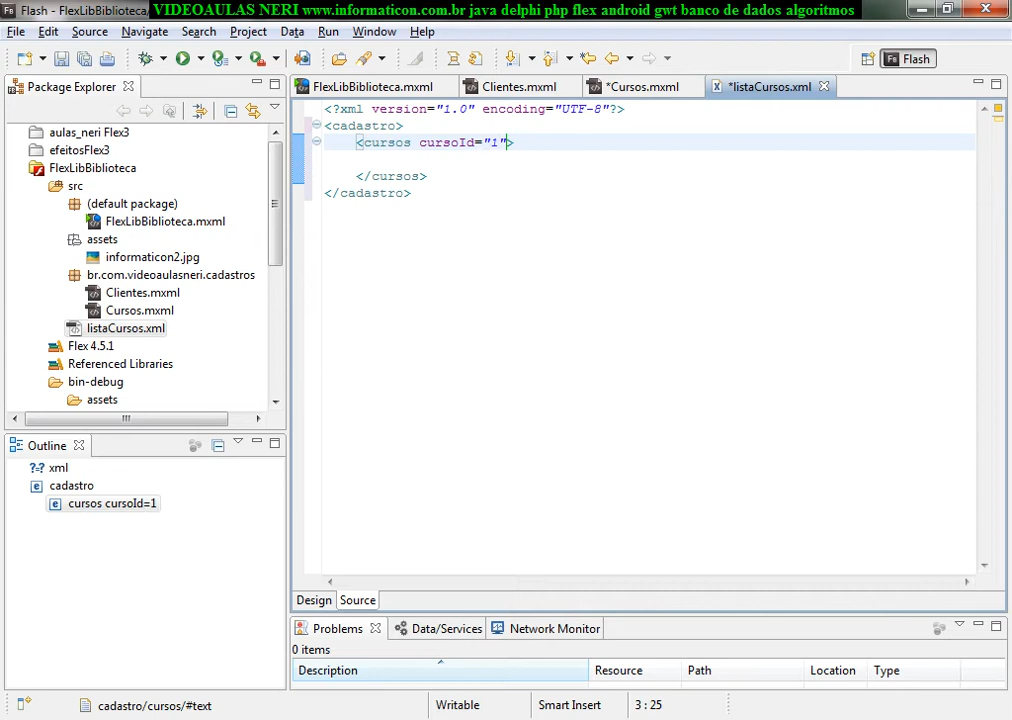 Flash - FlexLibBiblioteca/
VIDEOAULAS NERI www.informaticon.com.br java delphi php flex android gwt banco de dados algoritmos
File Edit Source Navigate Search Project Data Run Window Help
Fb Flash
Package Explorer
FlexLibBiblioteca.mxml Clientes.mxml *Cursos.mxml *listaCursos.xml
aulas_neri Flex3
efeitosFlex3
FlexLibBiblioteca
src
(default package)
FlexLibBiblioteca.mxml
assets
informaticon2.jpg
br.com.videoaulasneri.cadastros
Clientes.mxml
Cursos.mxml
listaCursos.xml
Flex 4.5.1
Referenced Libraries
bin-debug
assets
<?xml version="1.0" encoding="UTF-8"?>
<cadastro>
<cursos cursoId="1">
</cursos>
</cadastro>
Outline
xml
cadastro
cursos cursoId=1
Design Source
Problems Data/Services Network Monitor
0 items
Description Resource Path Location Type
cadastro/cursos/#text Writable Smart Insert 3 : 25